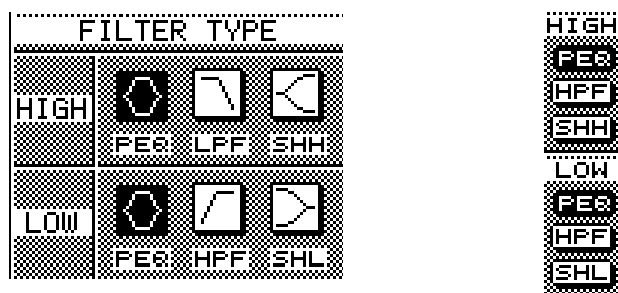 FILTER TYPE
HIGH
PEQ LPF SHH
LOW
PEQ HPF SHL
HIGH
PEQ
HPF
SHH
LOW
PEQ
HPF
SHL